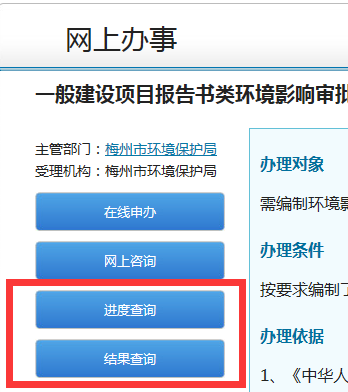 网上办事
一般建设项目报告书类环境影响审批
主管部门：梅州市环境保护局
受理机构：梅州市环境保护局
在线申办
网上咨询
进度查询
结果查询
办理对象
需编制环境影
办理条件
按要求编制了
办理依据
1、《中华人